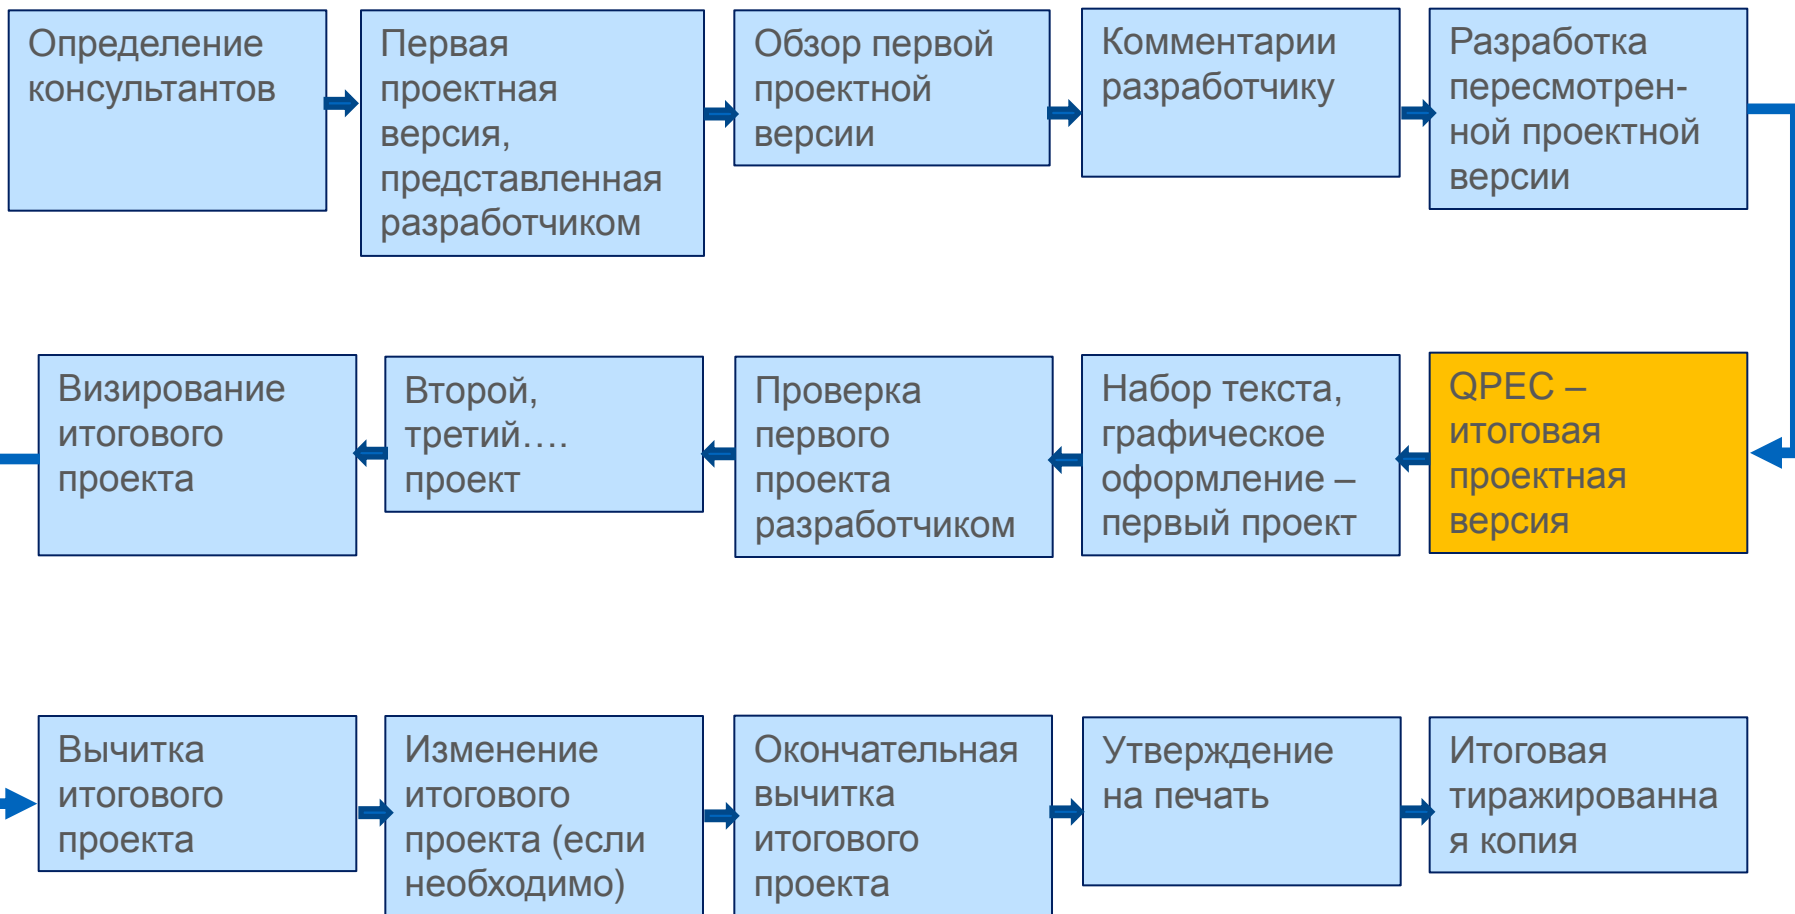 Определение
консультантов
Первая
проектная
версия,
представленная
разработчиком
Обзор первой
проектной
версии
Комментарии
разработчику
Разработка
пересмотрен-
ной проектной
версии
QPEC –
итоговая
проектная
версия
Набор текста,
графическое
оформление –
первый проект
Проверка
первого
проекта
разработчиком
Второй,
третий....
проект
Визирование
итогового
проекта
Вычитка
итогового
проекта
Изменение
итогового
проекта (если
необходимо)
Окончательная
вычитка
итогового
проекта
Утверждение
на печать
Итоговая
тиражированна
я копия